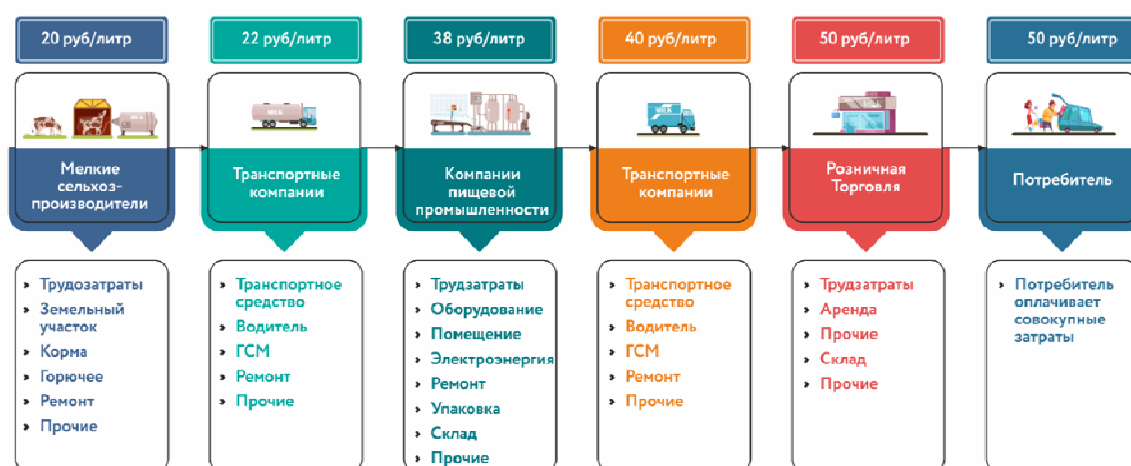 20 руб/литр
22 руб/литр
38 руб/литр
40 руб/литр
50 руб/литр
50 руб/литр
MILK
MILK
MILK
Мелкие
сельхоз-
производители
Транспортные
компании
Компании
пищевой
промышленности
Транспортные
компании
Розничная
Торговля
Потребитель
› Трудозатраты
› Земельный
участок
› Корма
› Горючее
› Ремонт
› Прочие
› Транспортное
средство
› Водитель
› ГСМ
› Ремонт
› Прочие
› Трудзатраты
› Оборудование
› Помещение
› Электроэнергия
› Ремонт
› Упаковка
› Склад
› Прочие
› Транспортное
средство
› Водитель
› ГСМ
› Ремонт
› Прочие
› Трудзатраты
› Аренда
› Прочие
› Склад
› Прочие
› Потребитель
оплачивает
совокупные
затраты